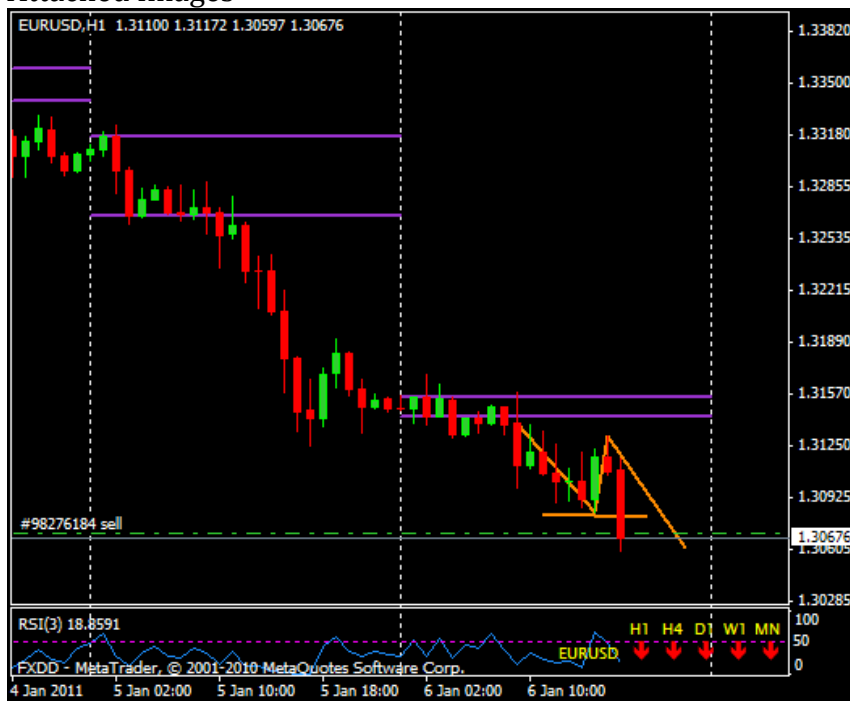 EURUSD,H1 1.31100 1.31172 1.30597 1.30676
1.33820
1.33500
1.33180
1.32855
1.32535
1.32215
1.31890
1.31570
1.31250
1.30925
#98276184 sell
1.30676
1.30605
1.30285
RSI(3) 18.8591
100
H1 H4 D1 W1 MN
50
EURUSD
0
FXDD - MetaTrader, © 2001-2010 MetaQuotes Software Corp.
4 Jan 2011 5 Jan 02:00 5 Jan 10:00 5 Jan 18:00 6 Jan 02:00 6 Jan 10:00